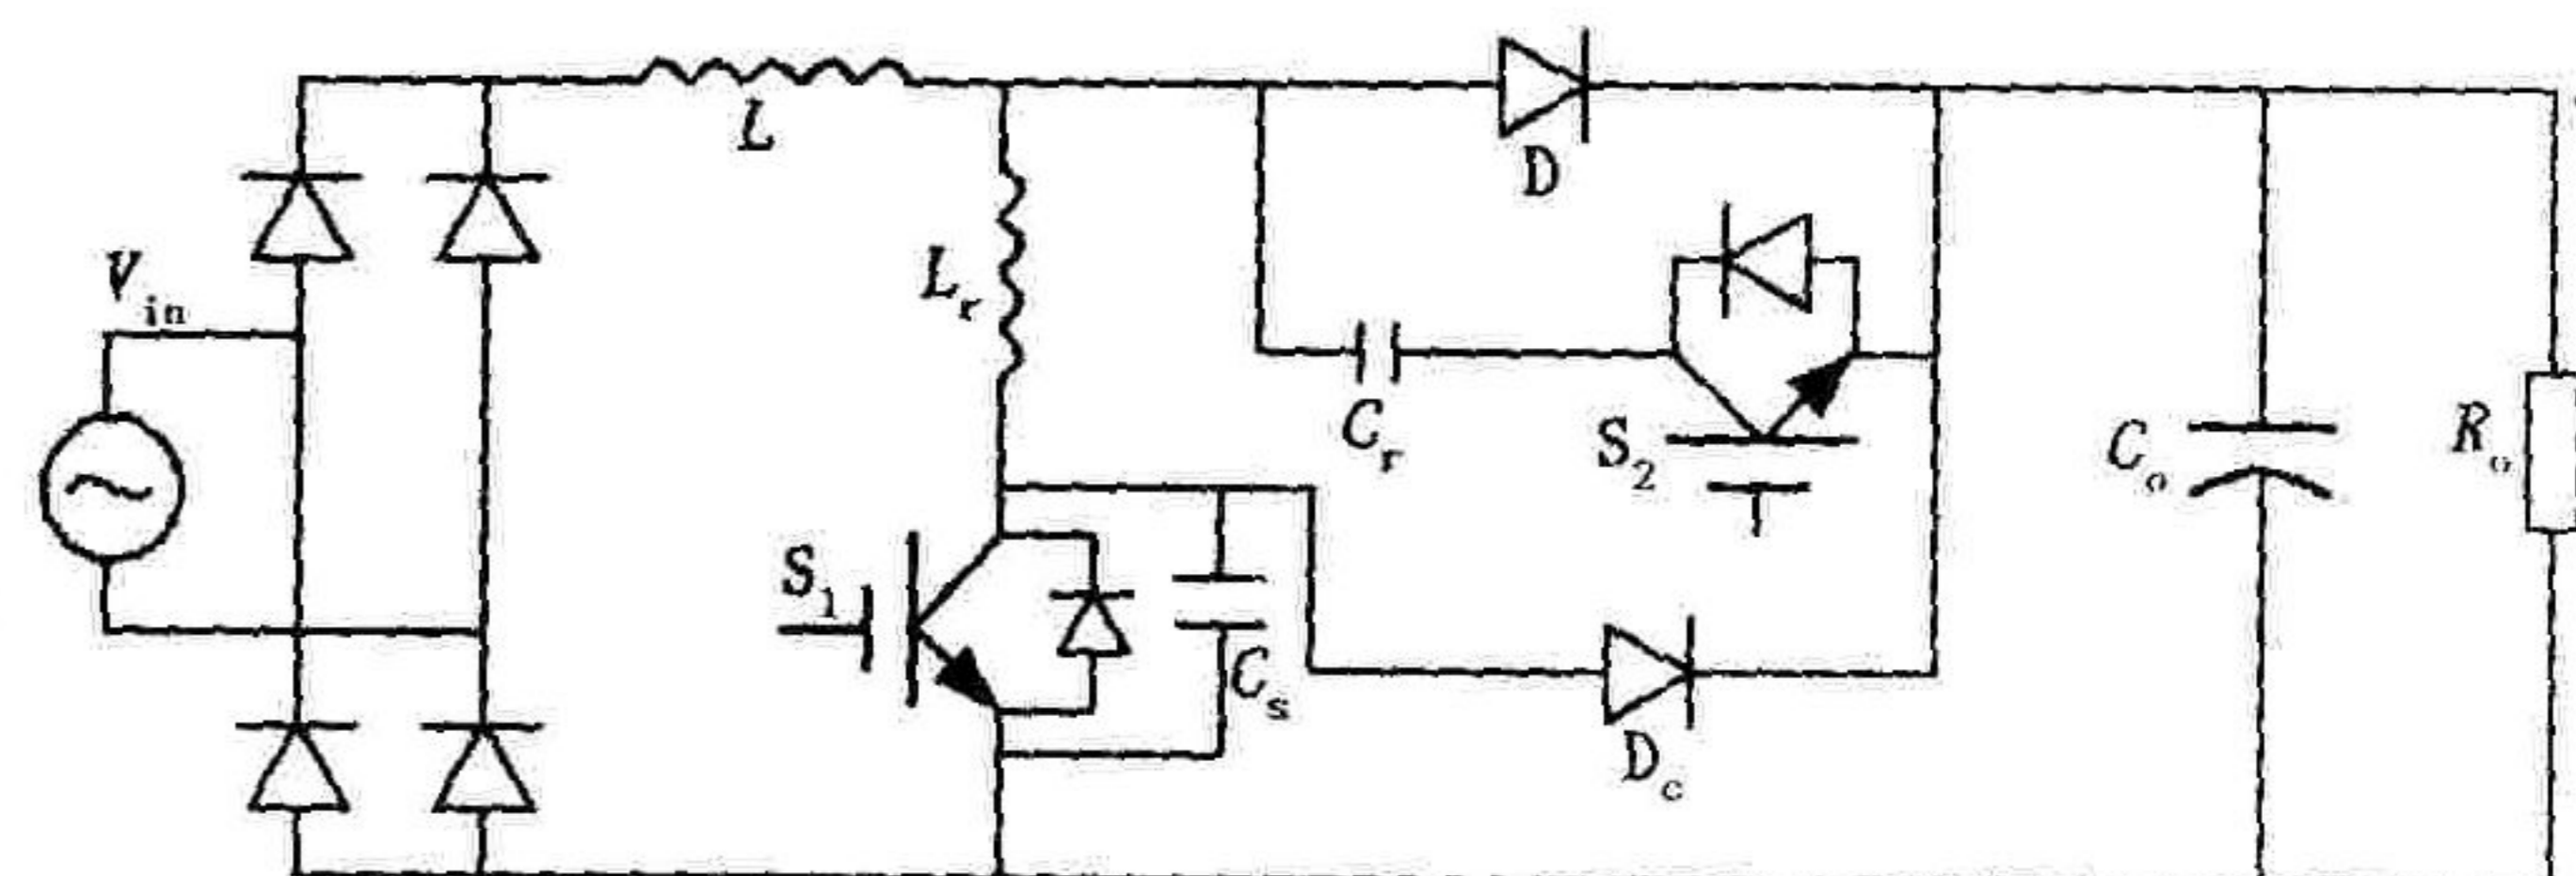 L
D
V_in
L_r
C_r
S_2
C_o
R_o
S_1
C_s
D_c